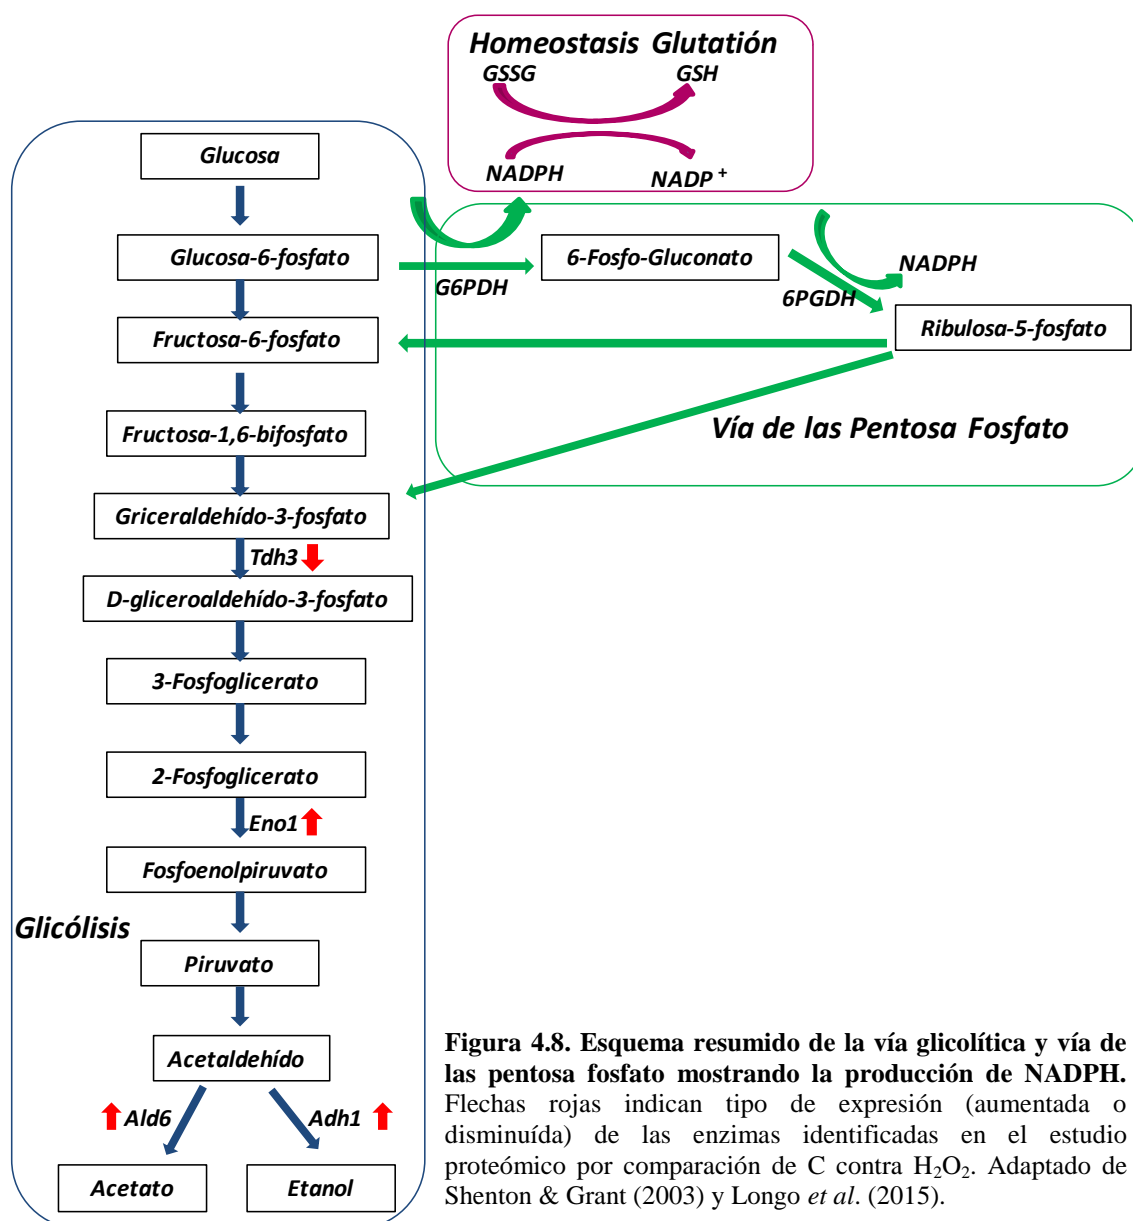 Homeostasis Glutatión
GSSG GSH
NADPH NADP +
Glucosa
Glucosa-6-fosfato
G6PDH
6-Fosfo-Gluconato
6PGDH
NADPH
Ribulosa-5-fosfato
Fructosa-6-fosfato
Fructosa-1,6-bifosfato
Vía de las Pentosa Fosfato
Griceraldehído-3-fosfato
Tdh3
D-gliceroaldehído-3-fosfato
3-Fosfoglicerato
2-Fosfoglicerato
Eno1
Fosfoenolpiruvato
Glicólisis
Piruvato
Acetaldehído
Ald6 Adh1
Acetato Etanol
Figura 4.8. Esquema resumido de la vía glicolítica y vía de
las pentosa fosfato mostrando la producción de NADPH.
Flechas rojas indican tipo de expresión (aumentada o
disminuída) de las enzimas identificadas en el estudio
proteómico por comparación de C contra H₂O₂. Adaptado de
Shenton & Grant (2003) y Longo et al. (2015).